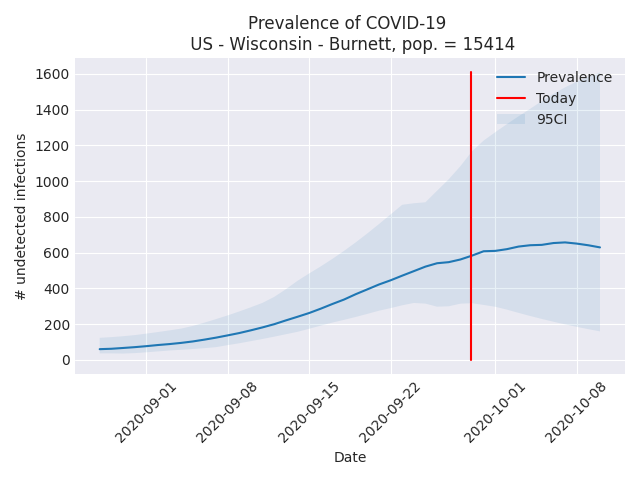 Prevalence of COVID-19
US - Wisconsin - Burnett, pop. = 15414
1600
1400
1200
1000
800
600
400
200
0
# undetected infections
Prevalence
Today
95CI
2020-09-01
2020-09-08
2020-09-15
2020-09-22
2020-10-01
2020-10-08
Date